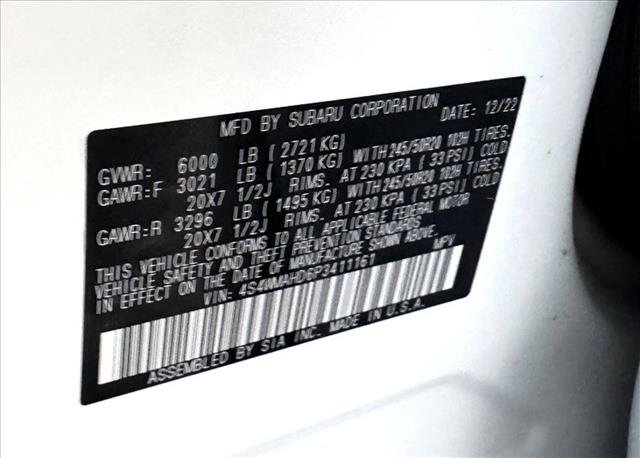 MFD BY SUBARU CORPORATION DATE: 12/22
GVWR: 6000 LB ( 2721 KG)
GAWR:F 3021 LB ( 1370 KG) WITH 245/50R20 102H TIRES.
20X7 1/2J RIMS. AT 230 KPA ( 33 PSI) COLD
GAWR:R 3296 LB ( 1495 KG) WITH 245/50R20 102H TIRES.
20X7 1/2J RIMS. AT 230 KPA ( 33 PSI) COLD
THIS VEHICLE CONFORMS TO ALL APPLICABLE FEDERAL MOTOR
VEHICLE SAFETY AND THEFT PREVENTION STANDARDS
IN EFFECT ON THE DATE OF MANUFACTURE SHOWN ABOVE.
VIN: 4S4WMAHD6P3411161 MPV
ASSEMBLED BY SIA INC. MADE IN U.S.A.